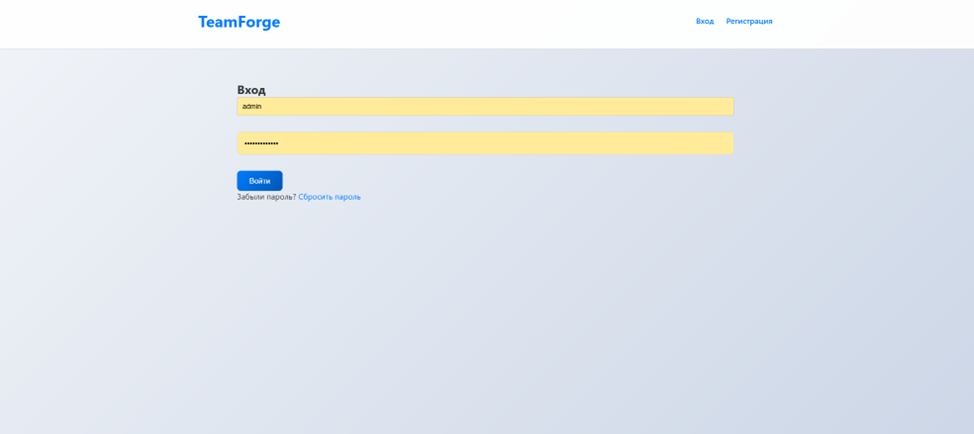 TeamForge
Вход Регистрация
Вход
admin
•••••••••••••
Войти
Забыли пароль? Сбросить пароль